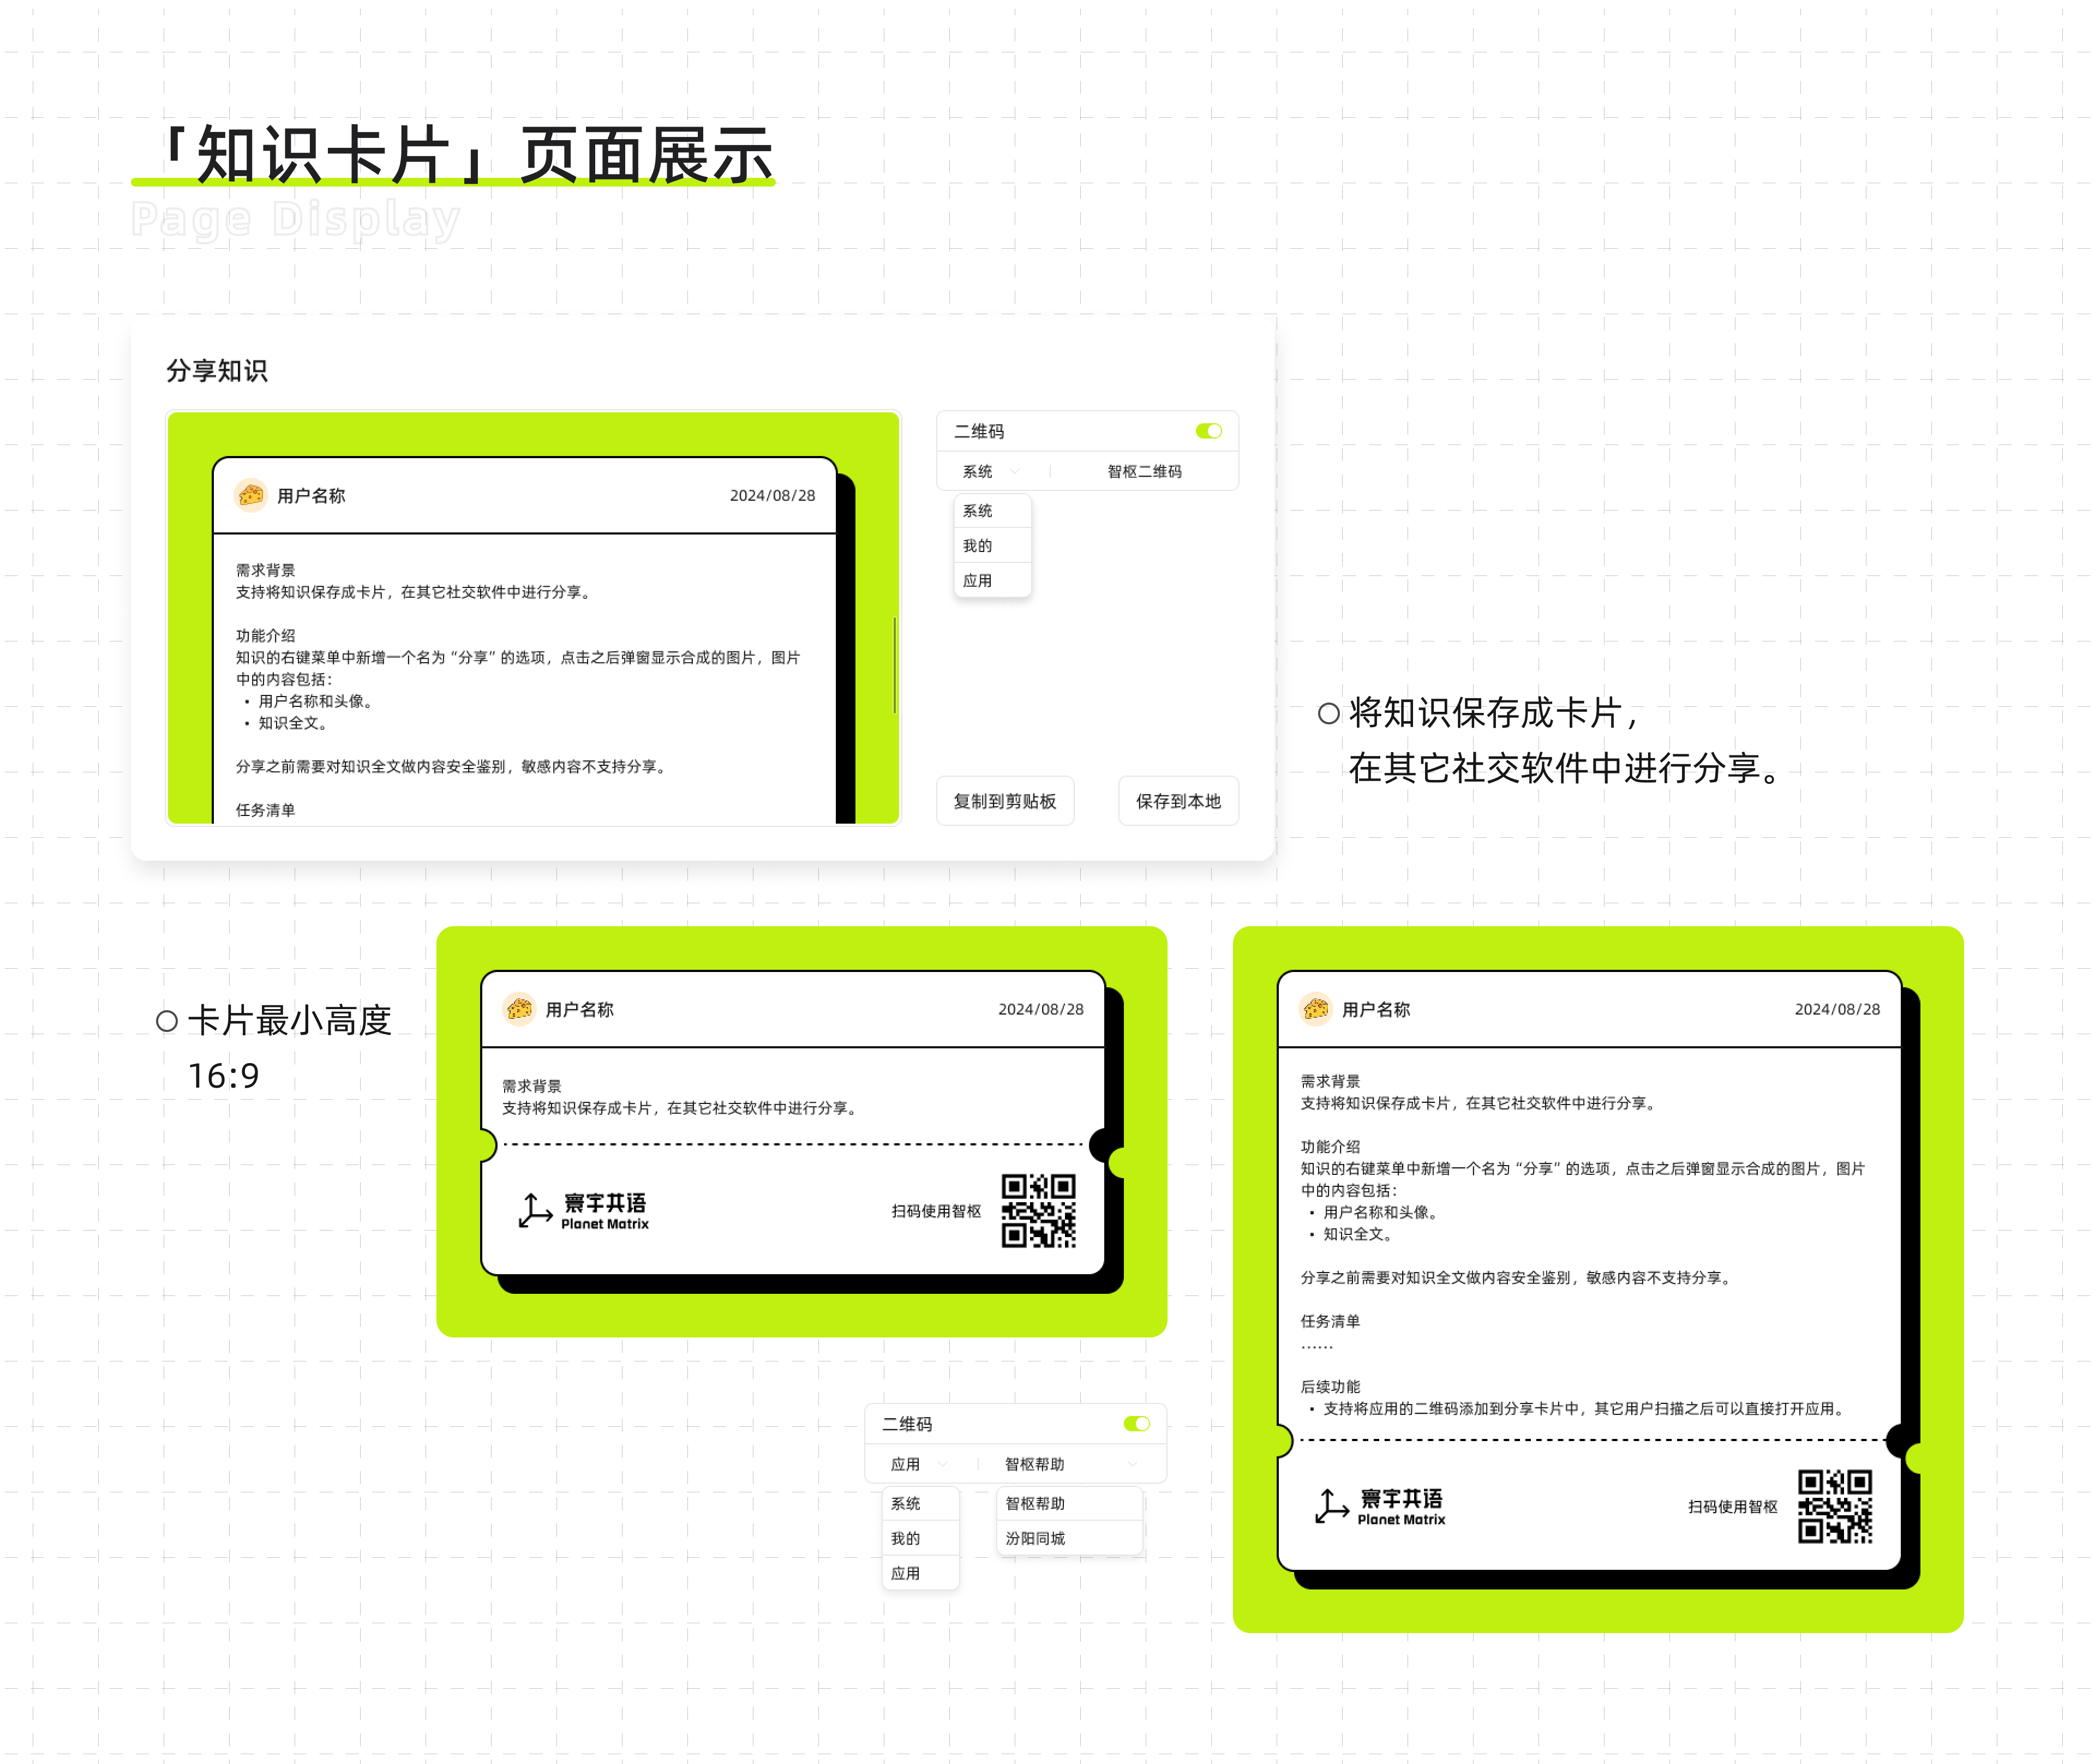 「知识卡片」页面展示
Page Display
分享知识
用户名称
2024/08/28
需求背景
支持将知识保存成卡片，在其它社交软件中进行分享。
功能介绍
知识的右键菜单中新增一个名为“分享”的选项，点击之后弹窗显示合成的图片，图片
中的内容包括：
• 用户名称和头像。
• 知识全文。
分享之前需要对知识全文做内容安全鉴别，敏感内容不支持分享。
任务清单
二维码
系统
智枢二维码
系统
我的
应用
复制到剪贴板
保存到本地
将知识保存成卡片，
在其它社交软件中进行分享。
卡片最小高度
16:9
用户名称
2024/08/28
需求背景
支持将知识保存成卡片，在其它社交软件中进行分享。
寰宇共语
Planet Matrix
扫码使用智枢
二维码
应用
智枢帮助
系统
我的
应用
智枢帮助
汾阳同城
用户名称
2024/08/28
需求背景
支持将知识保存成卡片，在其它社交软件中进行分享。
功能介绍
知识的右键菜单中新增一个名为“分享”的选项，点击之后弹窗显示合成的图片，图片
中的内容包括：
• 用户名称和头像。
• 知识全文。
分享之前需要对知识全文做内容安全鉴别，敏感内容不支持分享。
任务清单
……
后续功能
• 支持将应用的二维码添加到分享卡片中，其它用户扫描之后可以直接打开应用。
寰宇共语
Planet Matrix
扫码使用智枢